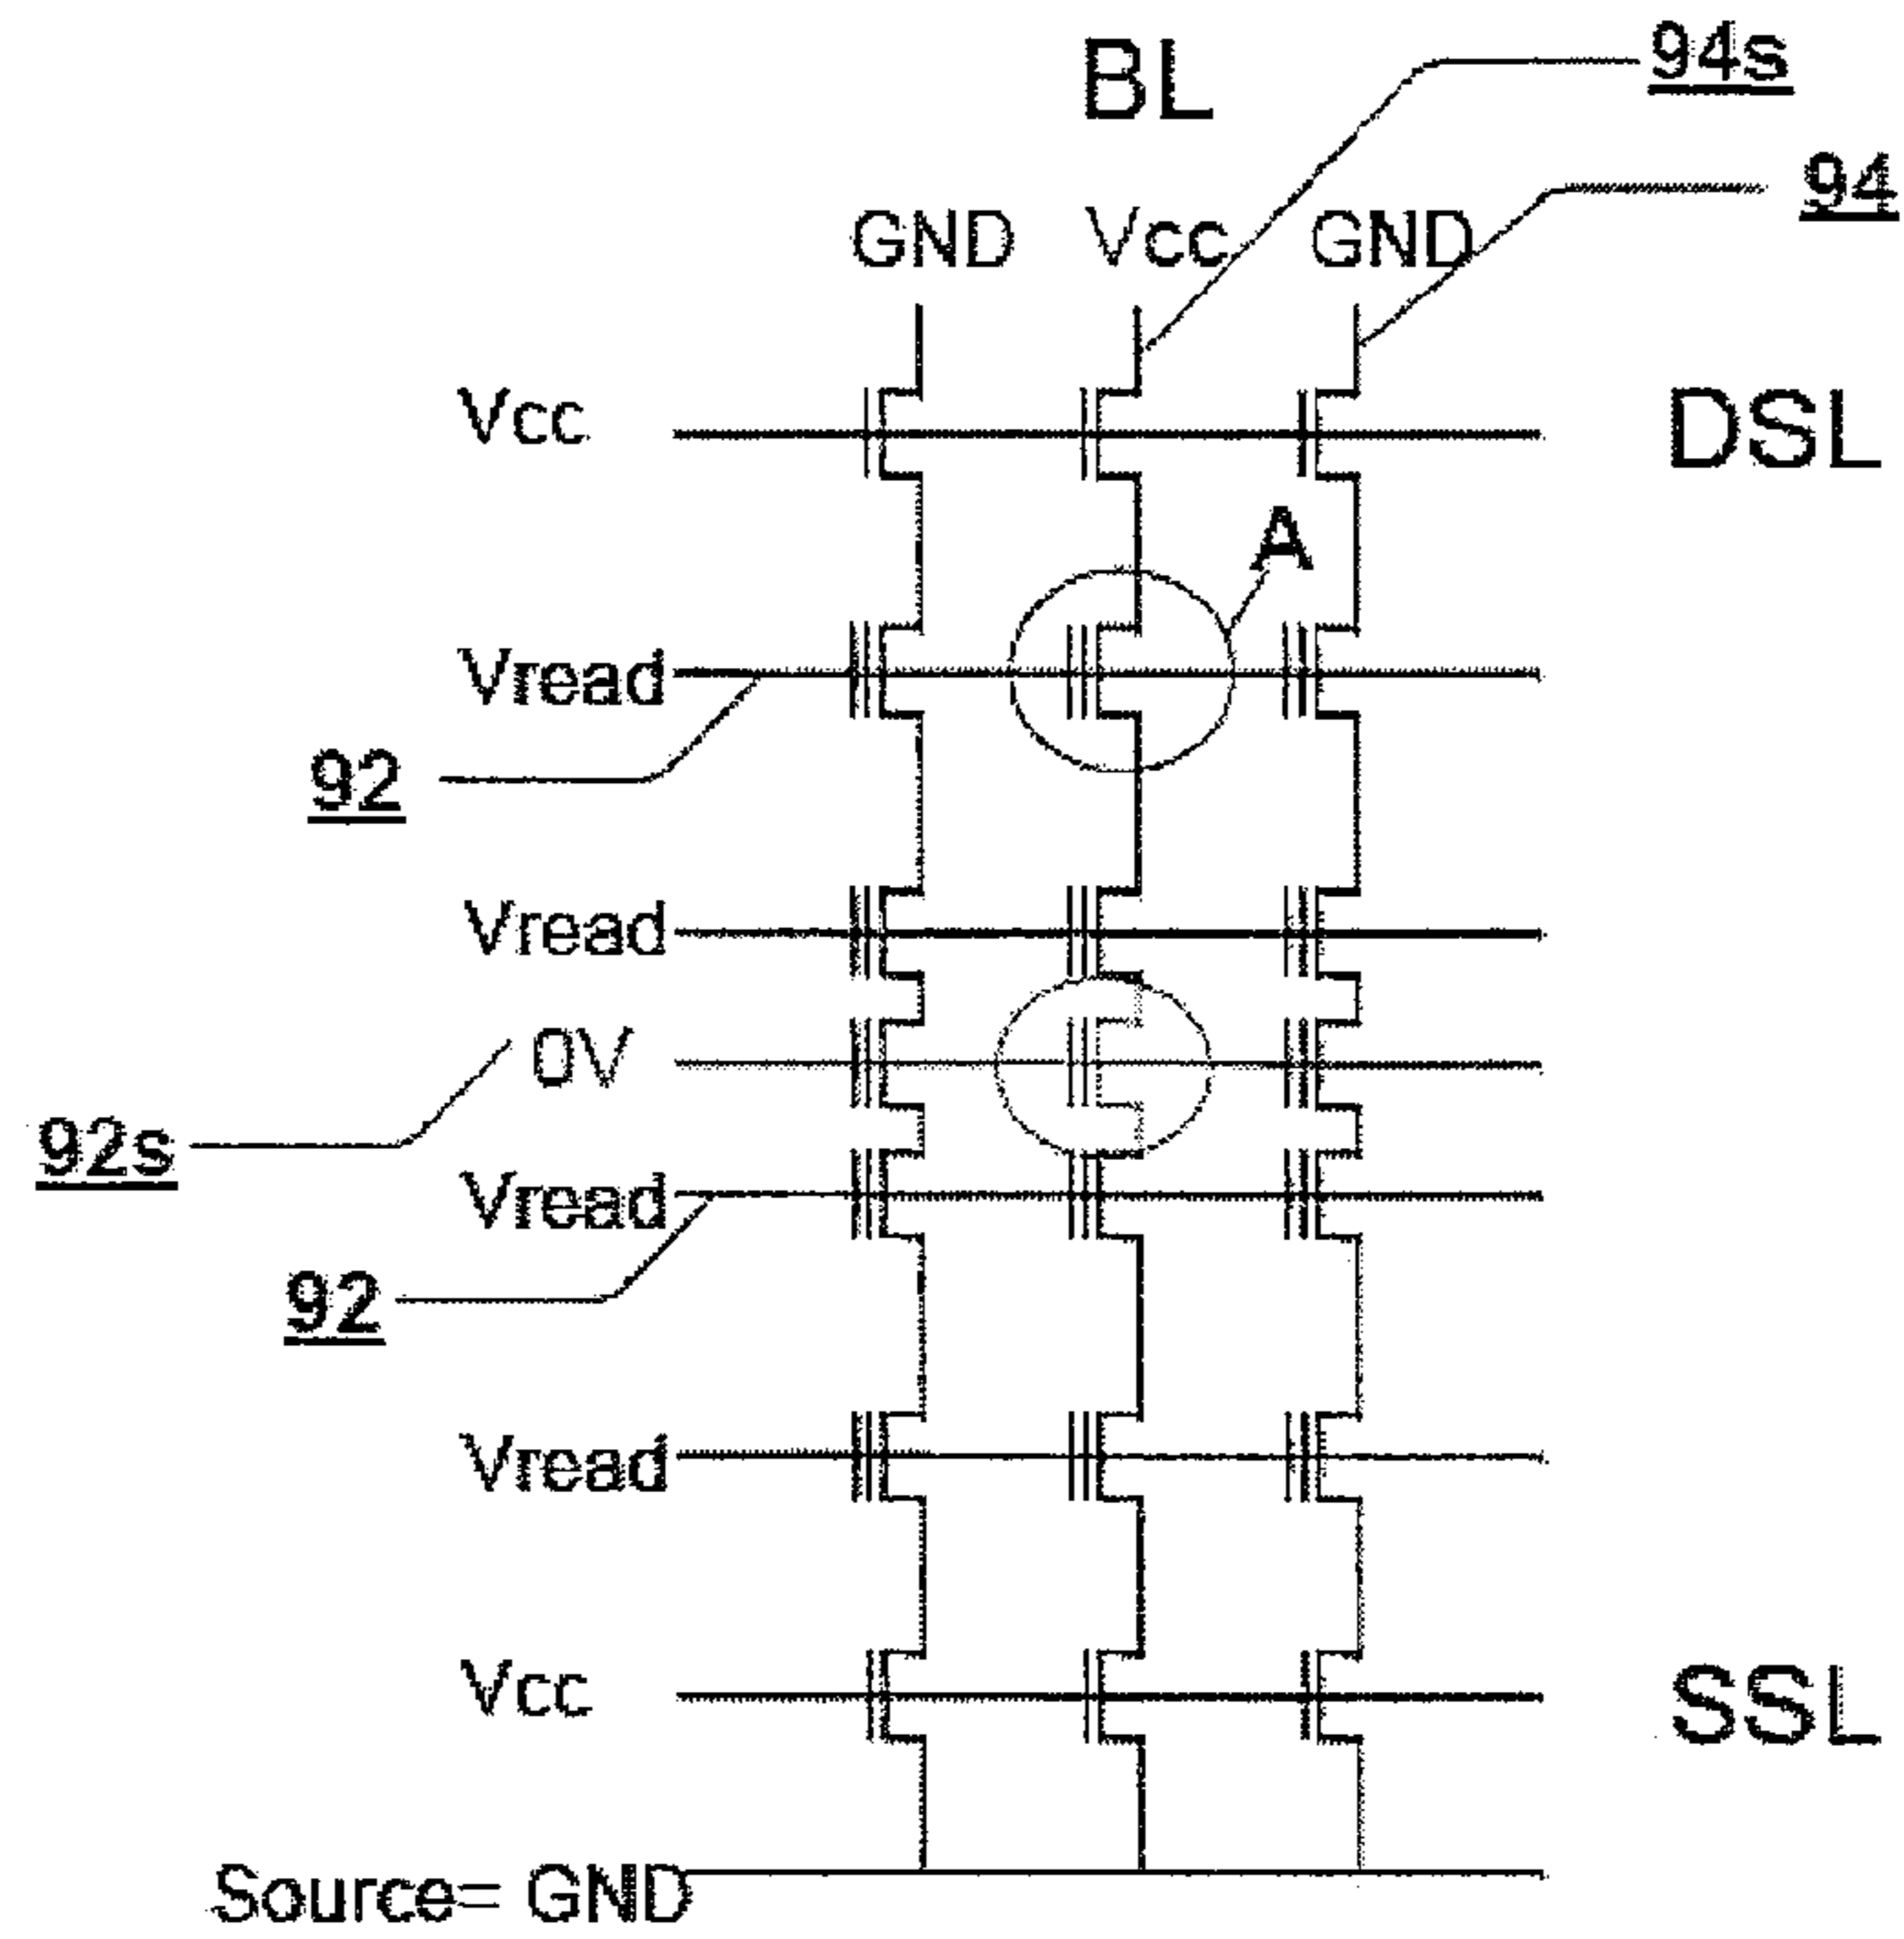 94s
BL
94
GND Vcc GND
Vcc DSL
A
Vread
92
Vread
0V
92s
Vread
92
Vread
Vcc SSL
Source= GND